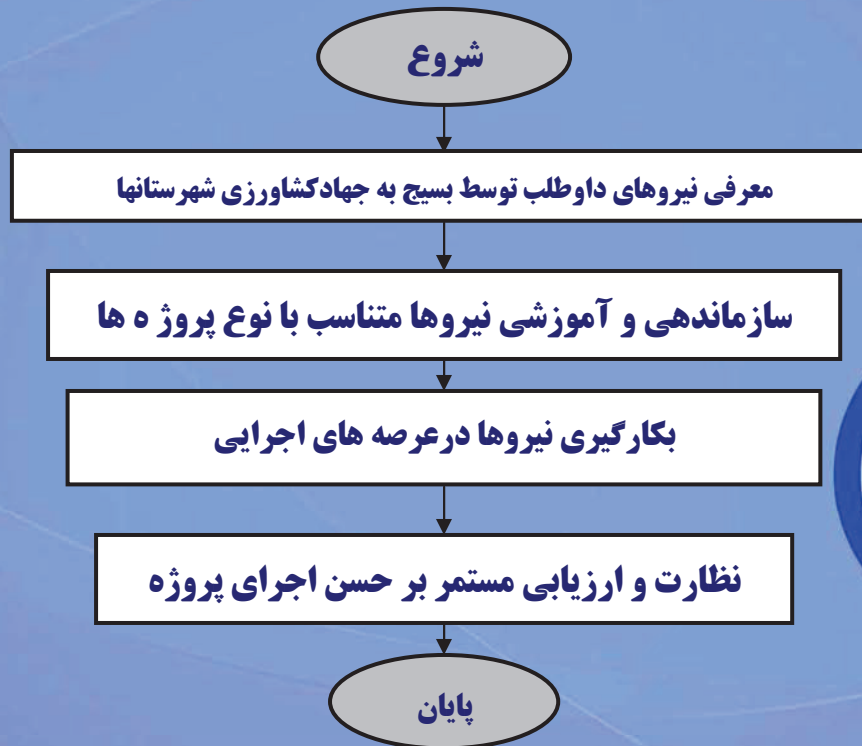 شروع
معرفی نیروهای داوطلب توسط بسیج به جهادکشاورزی شهرستانها
سازماندهی و آموزشی نیروها متناسب با نوع پروژ ه ها
بکارگیری نیروها درعرصه های اجرایی
نظارت و ارزیابی مستمر بر حسن اجرای پروژه
پایان